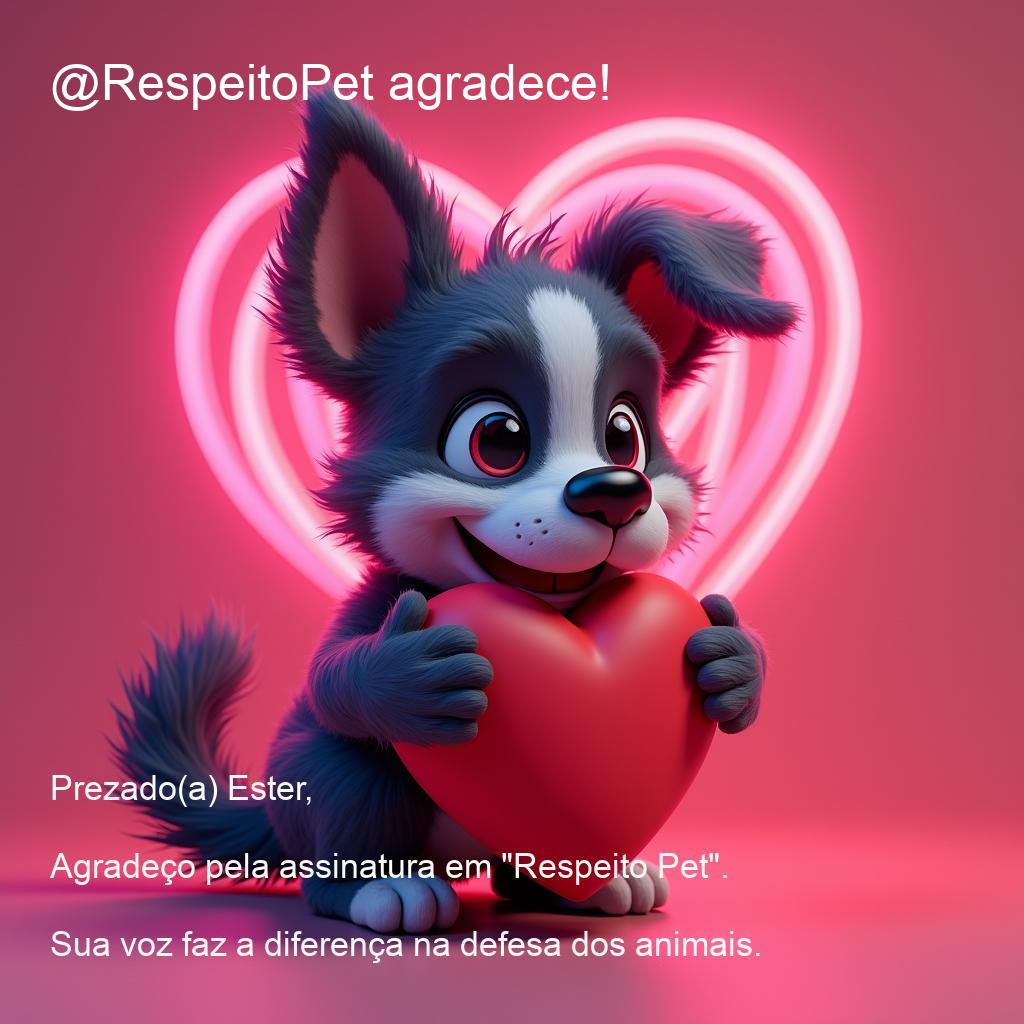 @RespeitoPet agradece!
Prezado(a) Ester,
Agradeço pela assinatura em "Respeito Pet".
Sua voz faz a diferença na defesa dos animais.